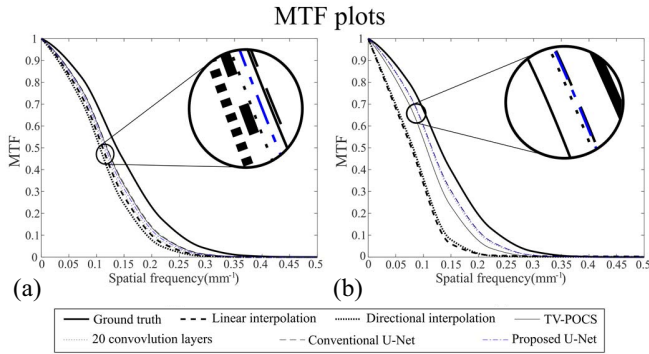 MTF plots
1
0.9
0.8
0.7
0.6
0.5
0.4
0.3
0.2
0.1
0
MTF
0 0.05 0.1 0.15 0.2 0.25 0.3 0.35 0.4 0.45 0.5
Spatial frequency(mm⁻¹)
(a)
1
0.9
0.8
0.7
0.6
0.5
0.4
0.3
0.2
0.1
0
MTF
0 0.05 0.1 0.15 0.2 0.25 0.3 0.35 0.4 0.45 0.5
Spatial frequency(mm⁻¹)
(b)
Ground truth Linear interpolation Directional interpolation TV-POCS
20 convovlution layers Conventional U-Net Proposed U-Net